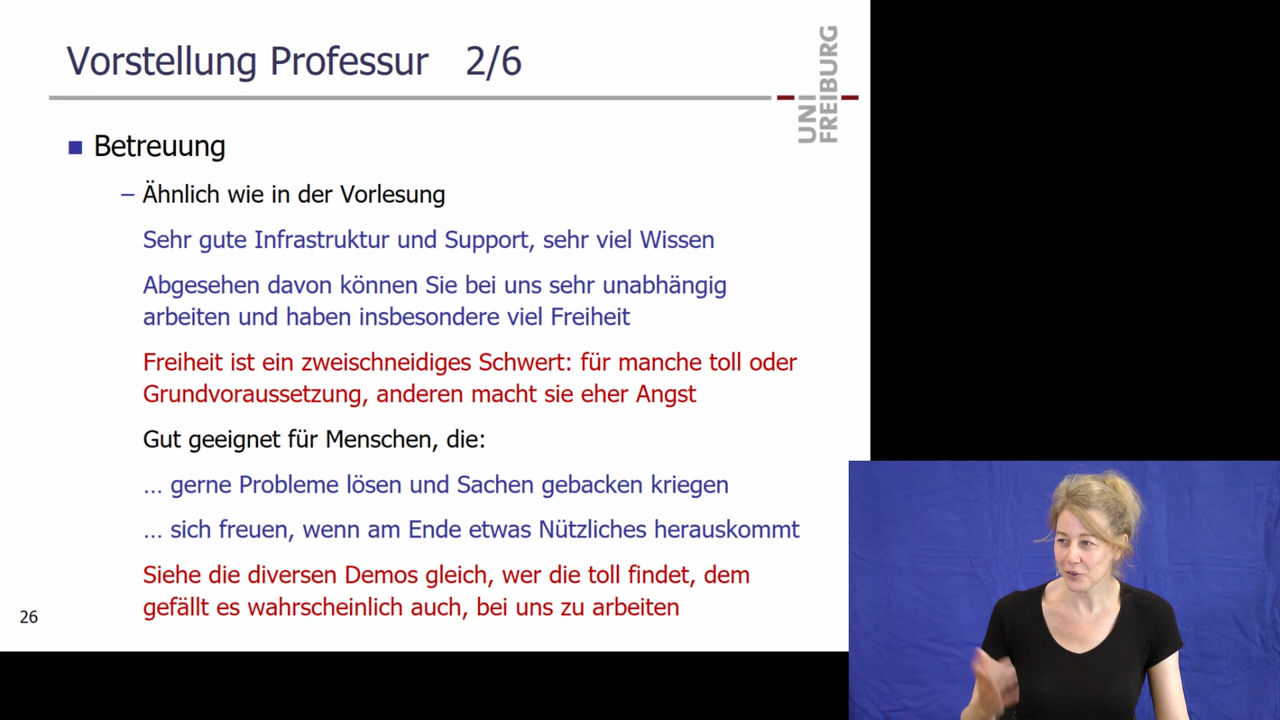 Vorstellung Professur 2/6
UNI
FREIBURG
■ Betreuung
– Ähnlich wie in der Vorlesung
Sehr gute Infrastruktur und Support, sehr viel Wissen
Abgesehen davon können Sie bei uns sehr unabhängig
arbeiten und haben insbesondere viel Freiheit
Freiheit ist ein zweischneidiges Schwert: für manche toll oder
Grundvoraussetzung, anderen macht sie eher Angst
Gut geeignet für Menschen, die:
... gerne Probleme lösen und Sachen gebacken kriegen
... sich freuen, wenn am Ende etwas Nützliches herauskommt
Siehe die diversen Demos gleich, wer die toll findet, dem
gefällt es wahrscheinlich auch, bei uns zu arbeiten
26